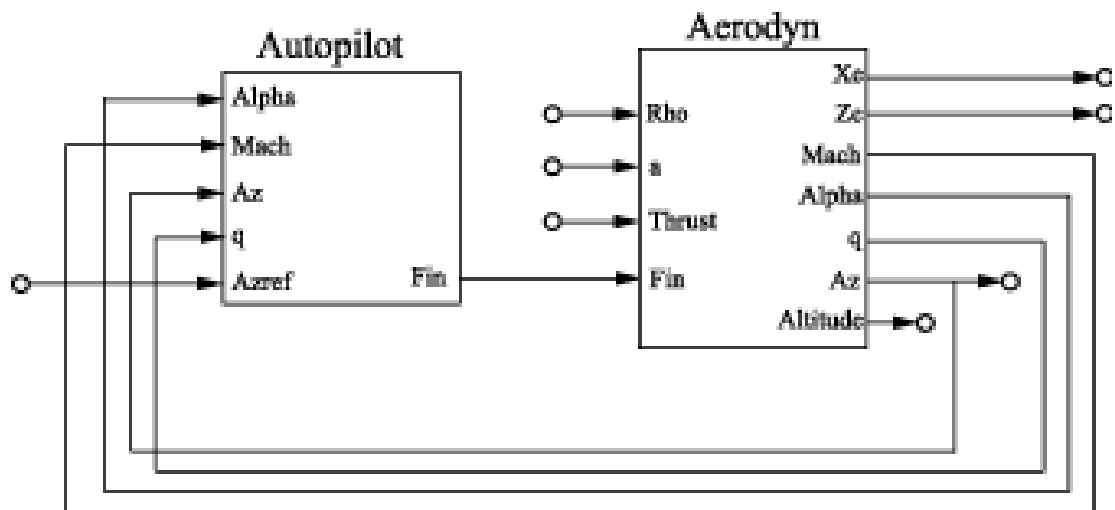 Autopilot
Alpha
Mach
Az
q
Azref
Fin
Aerodyn
Rho
a
Thrust
Fin
Xe
Ze
Mach
Alpha
q
Az
Altitude